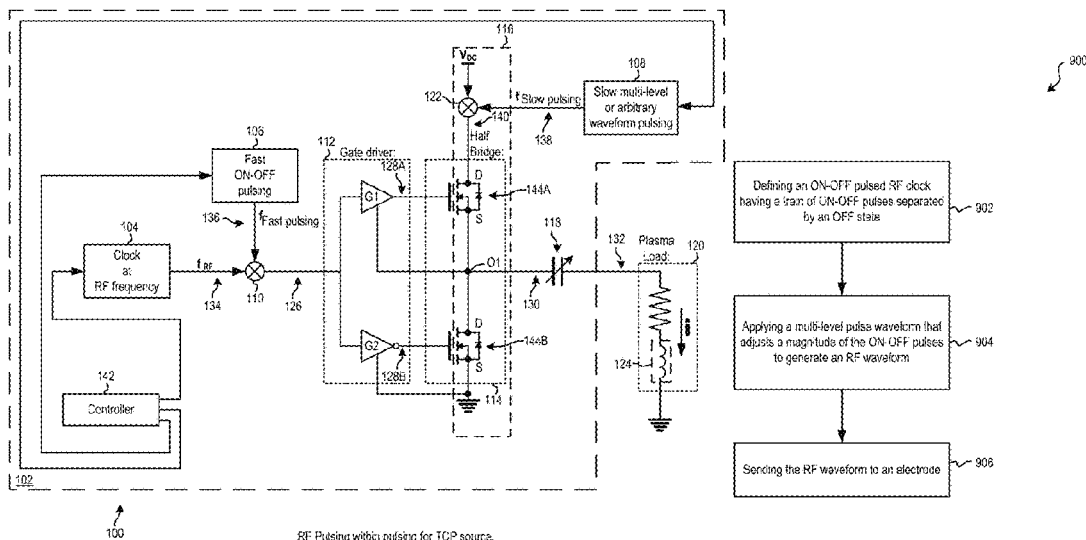 116
900
V_DC
108
122
f Slow pulsing
Slow multi-level
or arbitrary
waveform pulsing
138
140
106
Fast
ON-OFF
pulsing
112
Gate driver:
128A
Half
Bridge:
D
144A
S
G1
136
f Fast pulsing
104
Clock
at
RF frequency
f RF
134
110
126
118
O1
130
132
Plasma
Load:
120
124
G2
128B
D
144B
S
114
142
Controller
102
100
Defining an ON-OFF pulsed RF clock
having a train of ON-OFF pulses separated
by an OFF state
902
Applying a multi-level pulse waveform that
adjusts a magnitude of the ON-OFF pulses
to generate an RF waveform
904
Sending the RF waveform to an electrode
906
RF Pulsing within pulsing for TCP source.